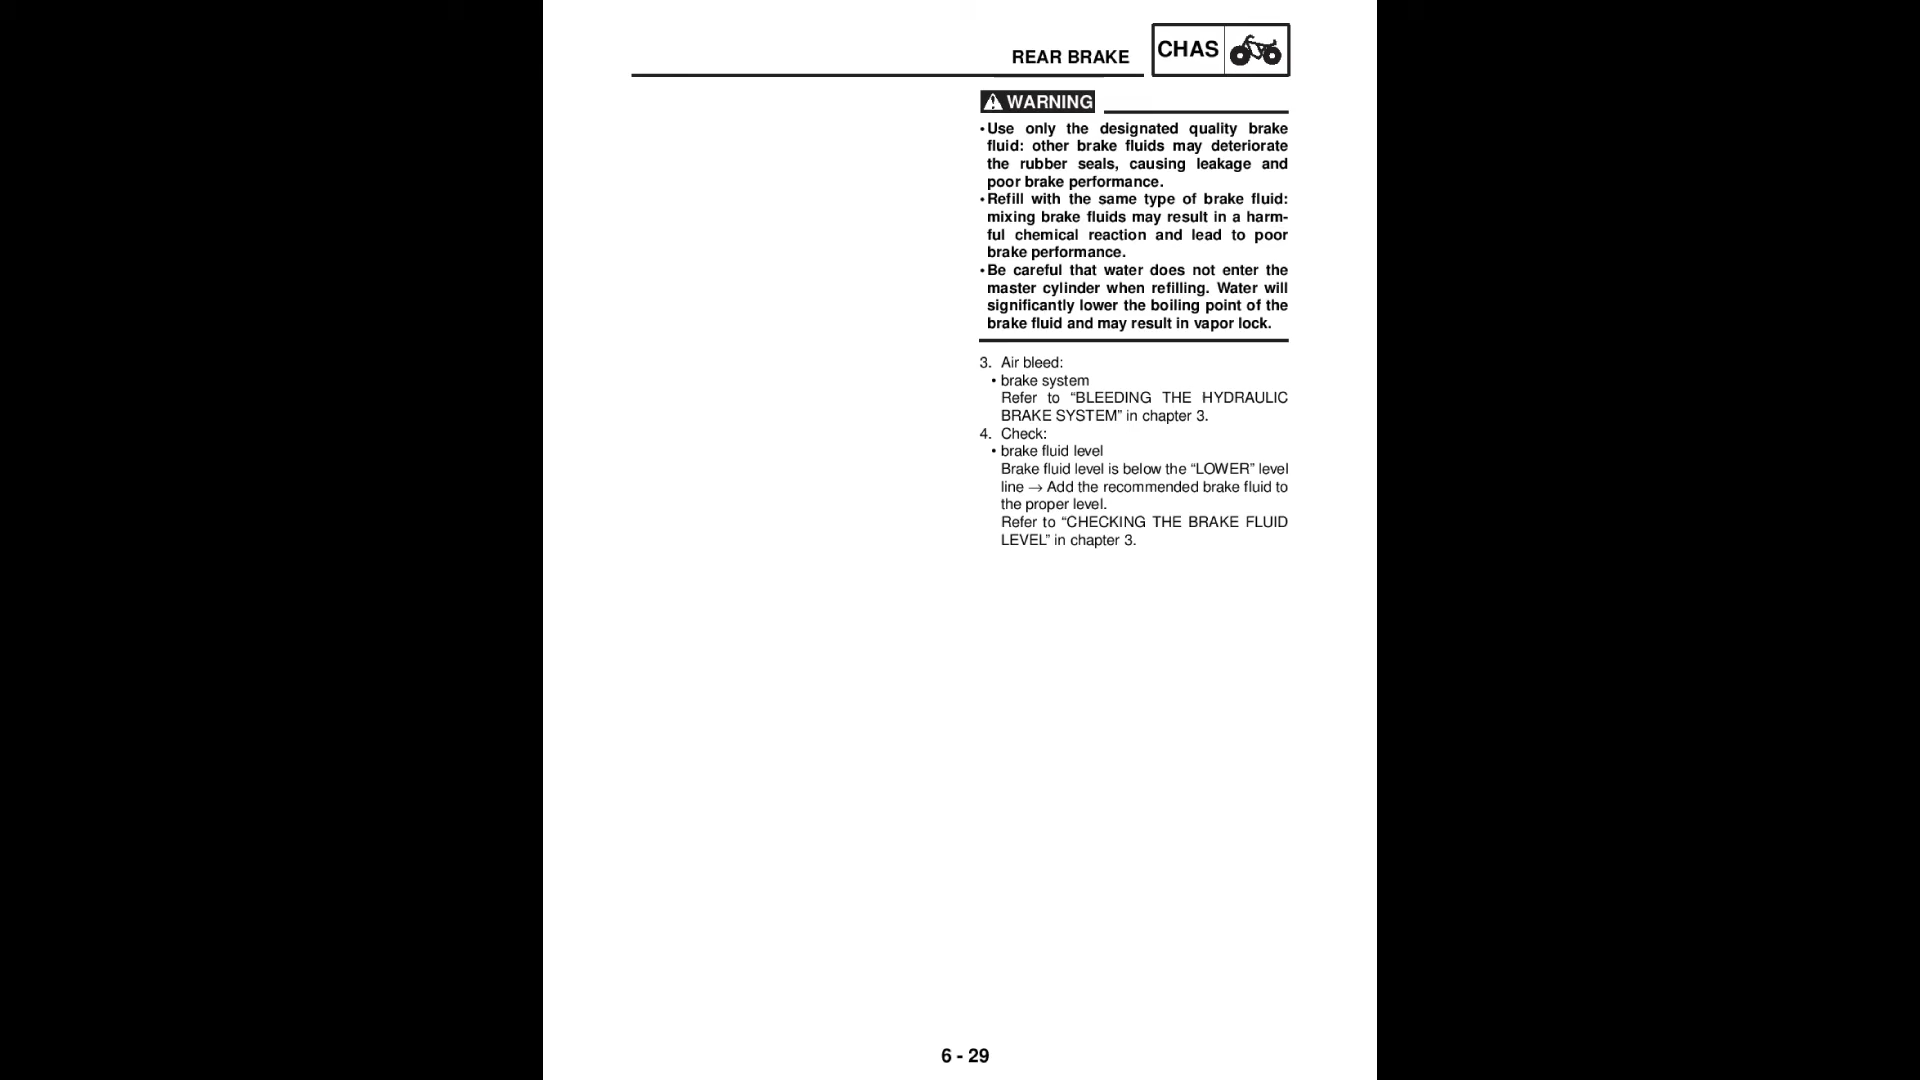 REAR BRAKE
CHAS
WARNING
•Use only the designated quality brake
fluid: other brake fluids may deteriorate
the rubber seals, causing leakage and
poor brake performance.
•Refill with the same type of brake fluid:
mixing brake fluids may result in a harm-
ful chemical reaction and lead to poor
brake performance.
•Be careful that water does not enter the
master cylinder when refilling. Water will
significantly lower the boiling point of the
brake fluid and may result in vapor lock.
3. Air bleed:
• brake system
Refer to “BLEEDING THE HYDRAULIC
BRAKE SYSTEM” in chapter 3.
4. Check:
• brake fluid level
Brake fluid level is below the “LOWER” level
line → Add the recommended brake fluid to
the proper level.
Refer to “CHECKING THE BRAKE FLUID
LEVEL” in chapter 3.
6 - 29